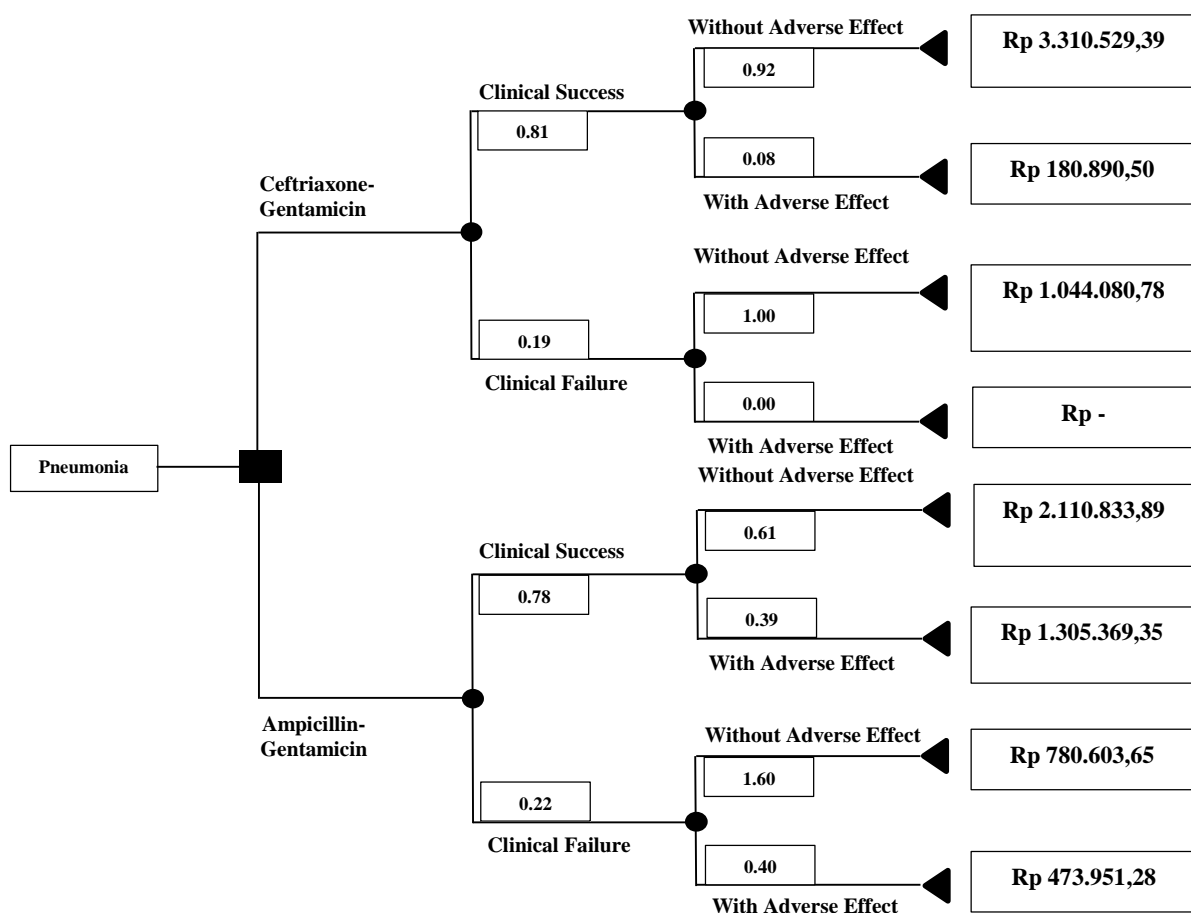 Without Adverse Effect
Rp 3.310.529,39
0.92
Clinical Success
0.81
0.08
Rp 180.890,50
With Adverse Effect
Ceftriaxone-
Gentamicin
Without Adverse Effect
Rp 1.044.080,78
1.00
0.19
Clinical Failure
0.00
Rp -
With Adverse Effect
Pneumonia
Without Adverse Effect
Rp 2.110.833,89
0.61
Clinical Success
0.78
0.39
Rp 1.305.369,35
With Adverse Effect
Ampicillin-
Gentamicin
Without Adverse Effect
Rp 780.603,65
1.60
0.22
Clinical Failure
0.40
Rp 473.951,28
With Adverse Effect